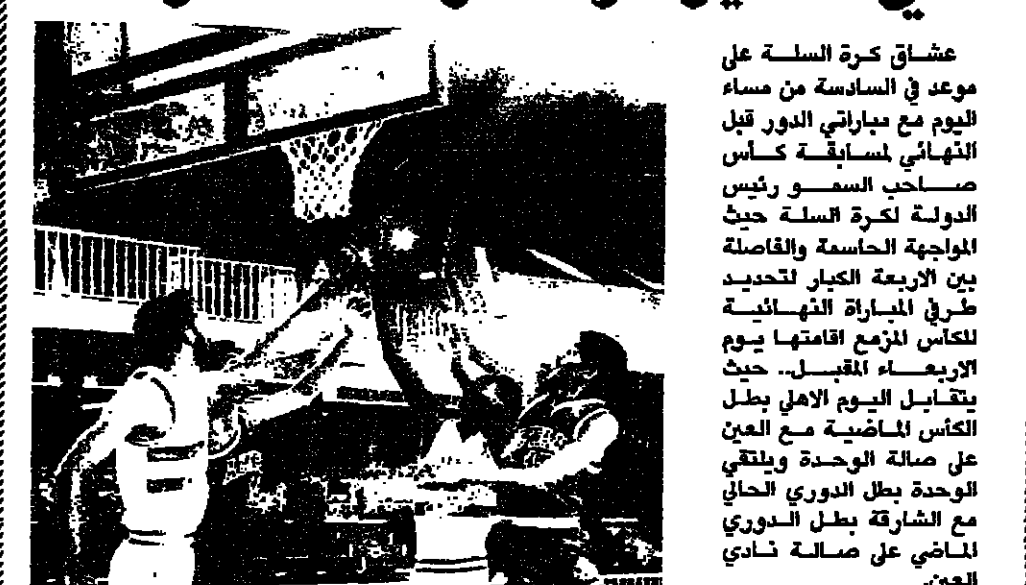 عشاق كرة السلة على
موعد في السادسة من مساء
اليوم مع مباراتي الدور قبل
النهائي لمسابقة كأس
صاحب السمو رئيس
الدولة لكرة السلة حيث
المواجهة الحاسمة والفاصلة
بين الاربعة الكبار لتحديد
طرفي المباراة النهائية
للكأس المزمع اقامتها يوم
الاربعاء المقبل.. حيث
يتقابل اليوم الاهلي بطل
الكأس الماضية مع العين
على صالة الوحدة ويلتقي
الوحدة بطل الدوري الحالي
مع الشارقة بطل الدوري
الماضي على صالة نادي
العين.